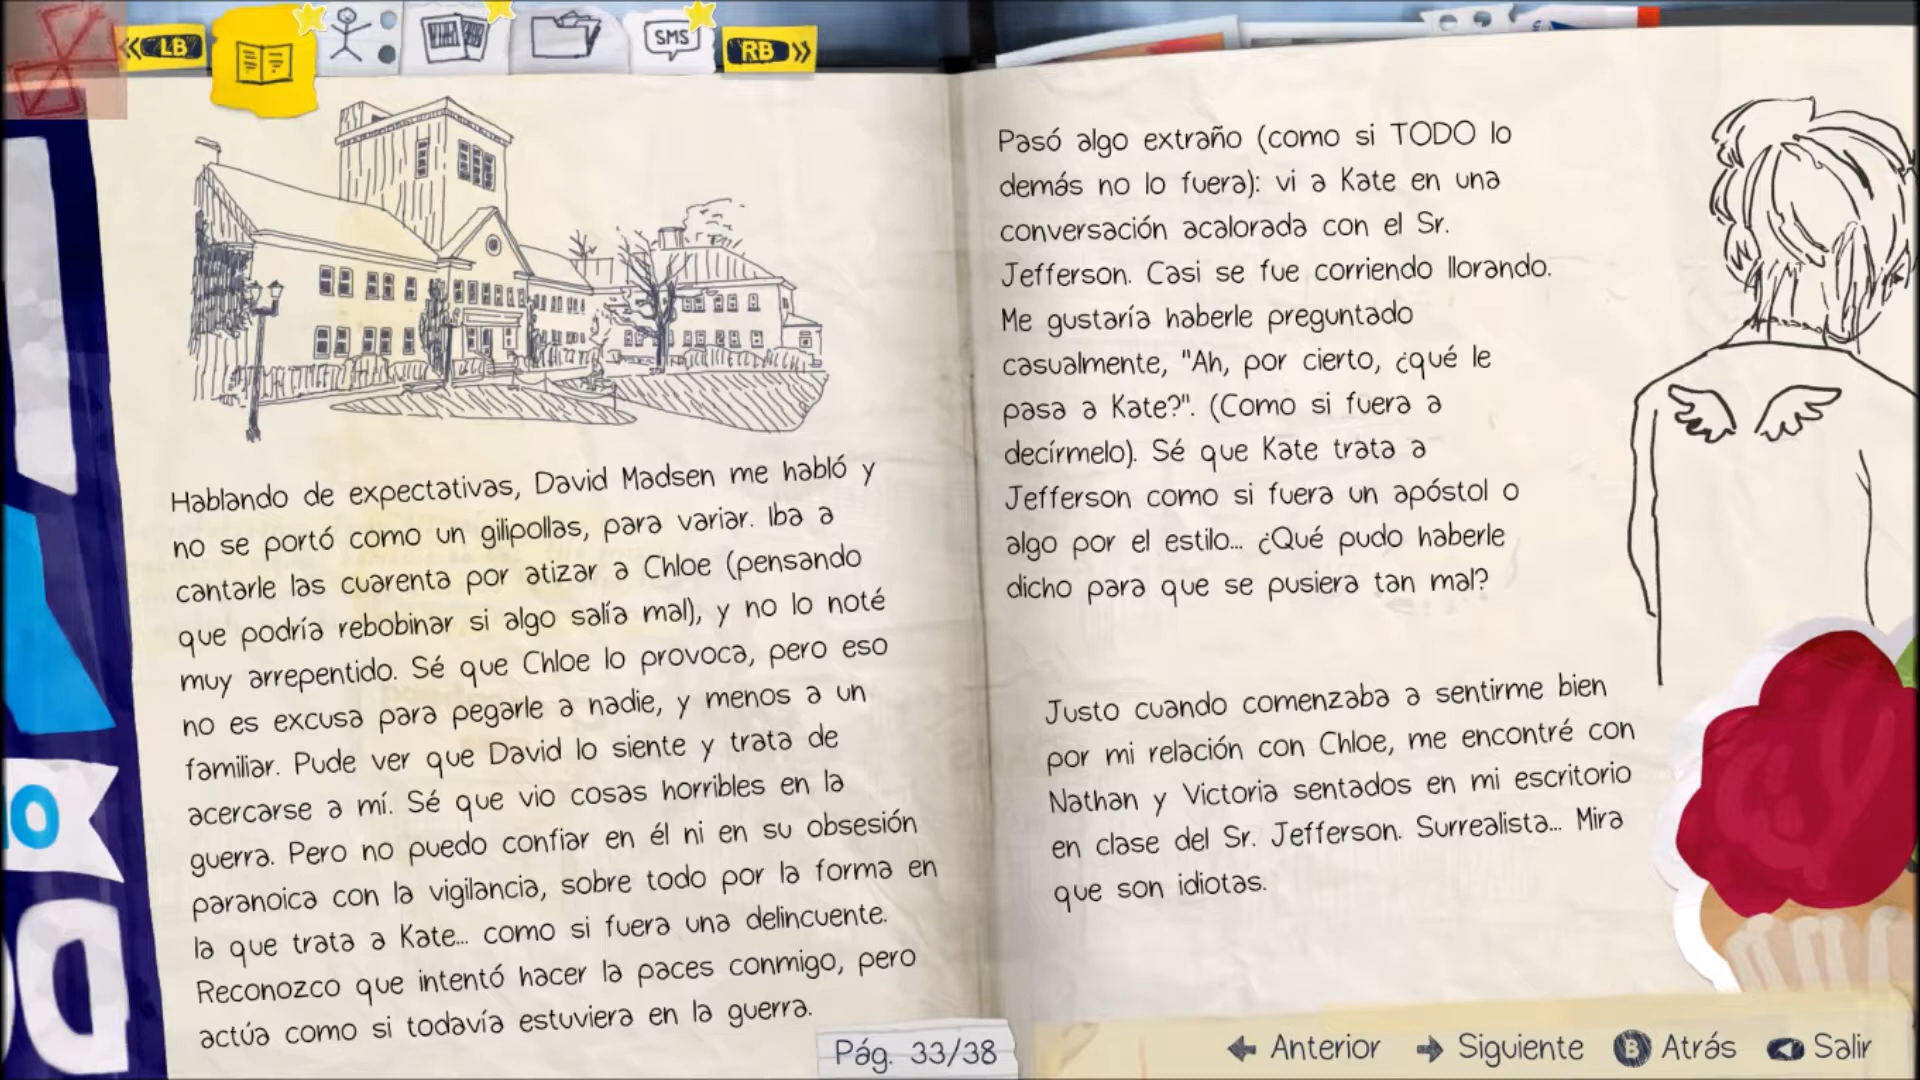 LB
SMS
RB
Hablando de expectativas, David Madsen me habló y
no se portó como un gilipollas, para variar. Iba a
cantarle las cuarenta por atizar a Chloe (pensando
que podría rebobinar si algo salía mal), y no lo noté
muy arrepentido. Sé que Chloe lo provoca, pero eso
no es excusa para pegarle a nadie, y menos a un
familiar. Pude ver que David lo siente y trata de
acercarse a mí. Sé que vio cosas horribles en la
guerra. Pero no puedo confiar en él ni en su obsesión
paranoica con la vigilancia, sobre todo por la forma en
la que trata a Kate... como si fuera una delincuente.
Reconozco que intentó hacer la paces conmigo, pero
actúa como si todavía estuviera en la guerra.
Pasó algo extraño (como si TODO lo
demás no lo fuera): vi a Kate en una
conversación acalorada con el Sr.
Jefferson. Casi se fue corriendo llorando.
Me gustaría haberle preguntado
casualmente, "Ah, por cierto, ¿qué le
pasa a Kate?". (Como si fuera a
decírmelo). Sé que Kate trata a
Jefferson como si fuera un apóstol o
algo por el estilo... ¿Qué pudo haberle
dicho para que se pusiera tan mal?
Justo cuando comenzaba a sentirme bien
por mi relación con Chloe, me encontré con
Nathan y Victoria sentados en mi escritorio
en clase del Sr. Jefferson. Surrealista... Mira
que son idiotas.
Pág. 33/38
Anterior Siguiente B Atrás Salir